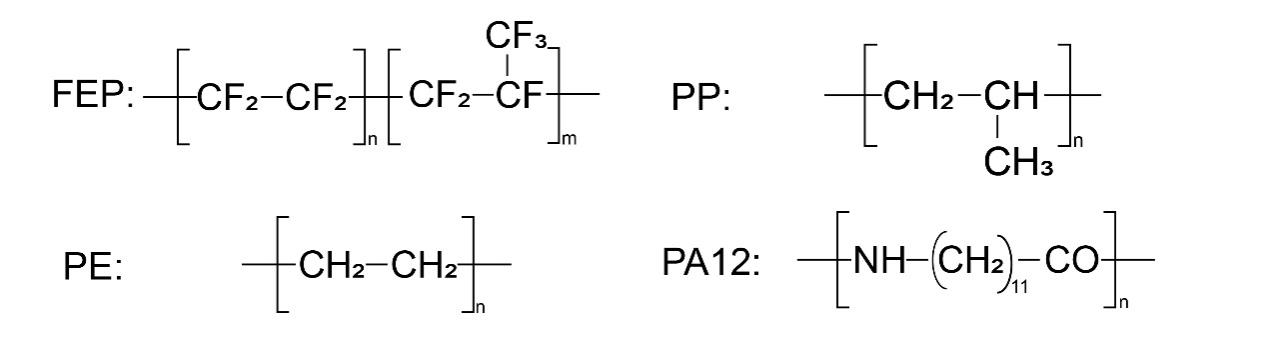 FEP: [CF₂–CF₂]n [CF₂–CF]m
CF₃
PP: [CH₂–CH]n
CH₃
PE: [CH₂–CH₂]n
PA12: [NH–(CH₂)₁₁–CO]n